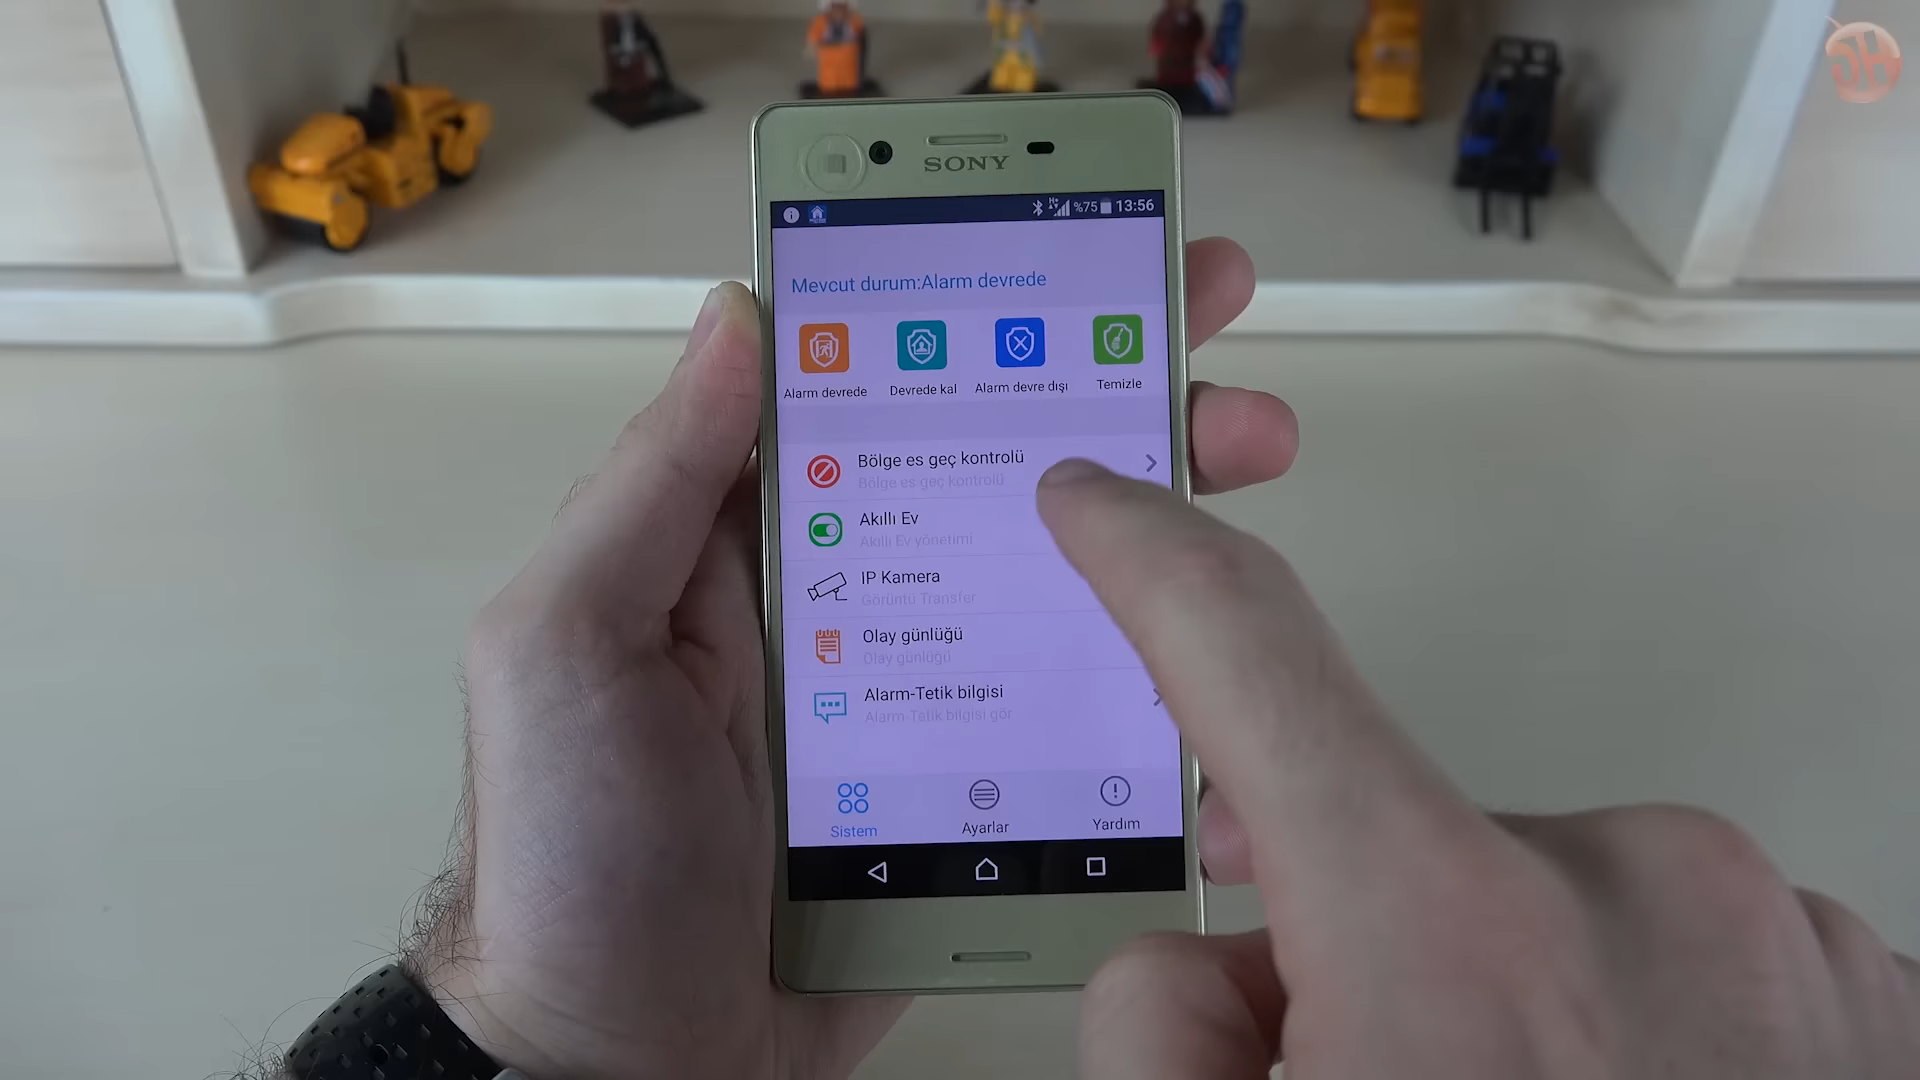 JH
SONY
%75 13:56
Mevcut durum:Alarm devrede
Alarm devrede
Devrede kal
Alarm devre dışı
Temizle
Bölge es geç kontrolü
Bölge es geç kontrolü
Akıllı Ev
Akıllı Ev yönetimi
IP Kamera
Görüntü Transfer
Olay günlüğü
Olay günlüğü
Alarm-Tetik bilgisi
Alarm-Tetik bilgisi gör
Sistem
Ayarlar
Yardım